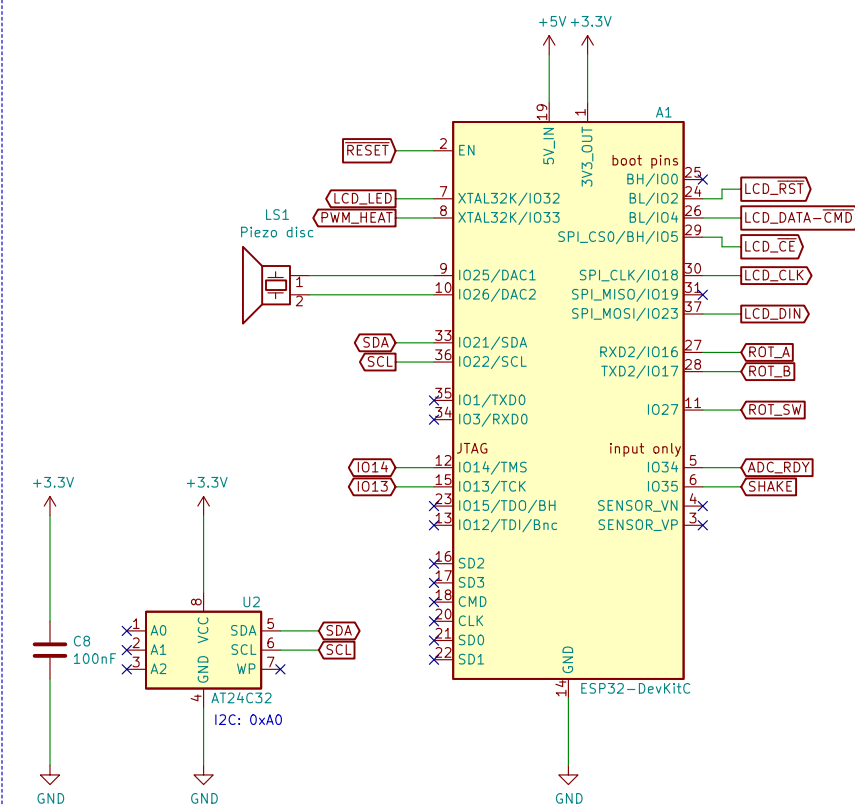 +5V +3.3V
A1
19
1
5V_IN
3V3_OUT
RESET 2 EN
boot pins
BH/IO0 25
LCD_LED 7 XTAL32K/IO32
BL/IO2 24 LCD_RST
PWM_HEAT 8 XTAL32K/IO33
BL/IO4 26 LCD_DATA-CMD
SPI_CS0/BH/IO5 29 LCD_CE
LS1
Piezo disc
1
2
9 IO25/DAC1
SPI_CLK/IO18 30 LCD_CLK
10 IO26/DAC2
SPI_MISO/IO19 31
SPI_MOSI/IO23 37 LCD_DIN
SDA 33 IO21/SDA
RXD2/IO16 27 ROT_A
SCL 36 IO22/SCL
TXD2/IO17 28 ROT_B
35 IO1/TXD0
34 IO3/RXD0
IO27 11 ROT_SW
JTAG
input only
IO14 12 IO14/TMS
IO34 5 ADC_RDY
IO13 15 IO13/TCK
IO35 6 SHAKE
23 IO15/TDO/BH
SENSOR_VN 4
13 IO12/TDI/Bnc
SENSOR_VP 3
16 SD2
17 SD3
18 CMD
20 CLK
21 SD0
22 SD1
GND
14
ESP32-DevKitC
GND
+3.3V
C8
100nF
GND
+3.3V
8
U2
VCC
1 A0
SDA 5 SDA
2 A1
SCL 6 SCL
3 A2
WP 7
GND
4
AT24C32
I2C: 0xA0
GND